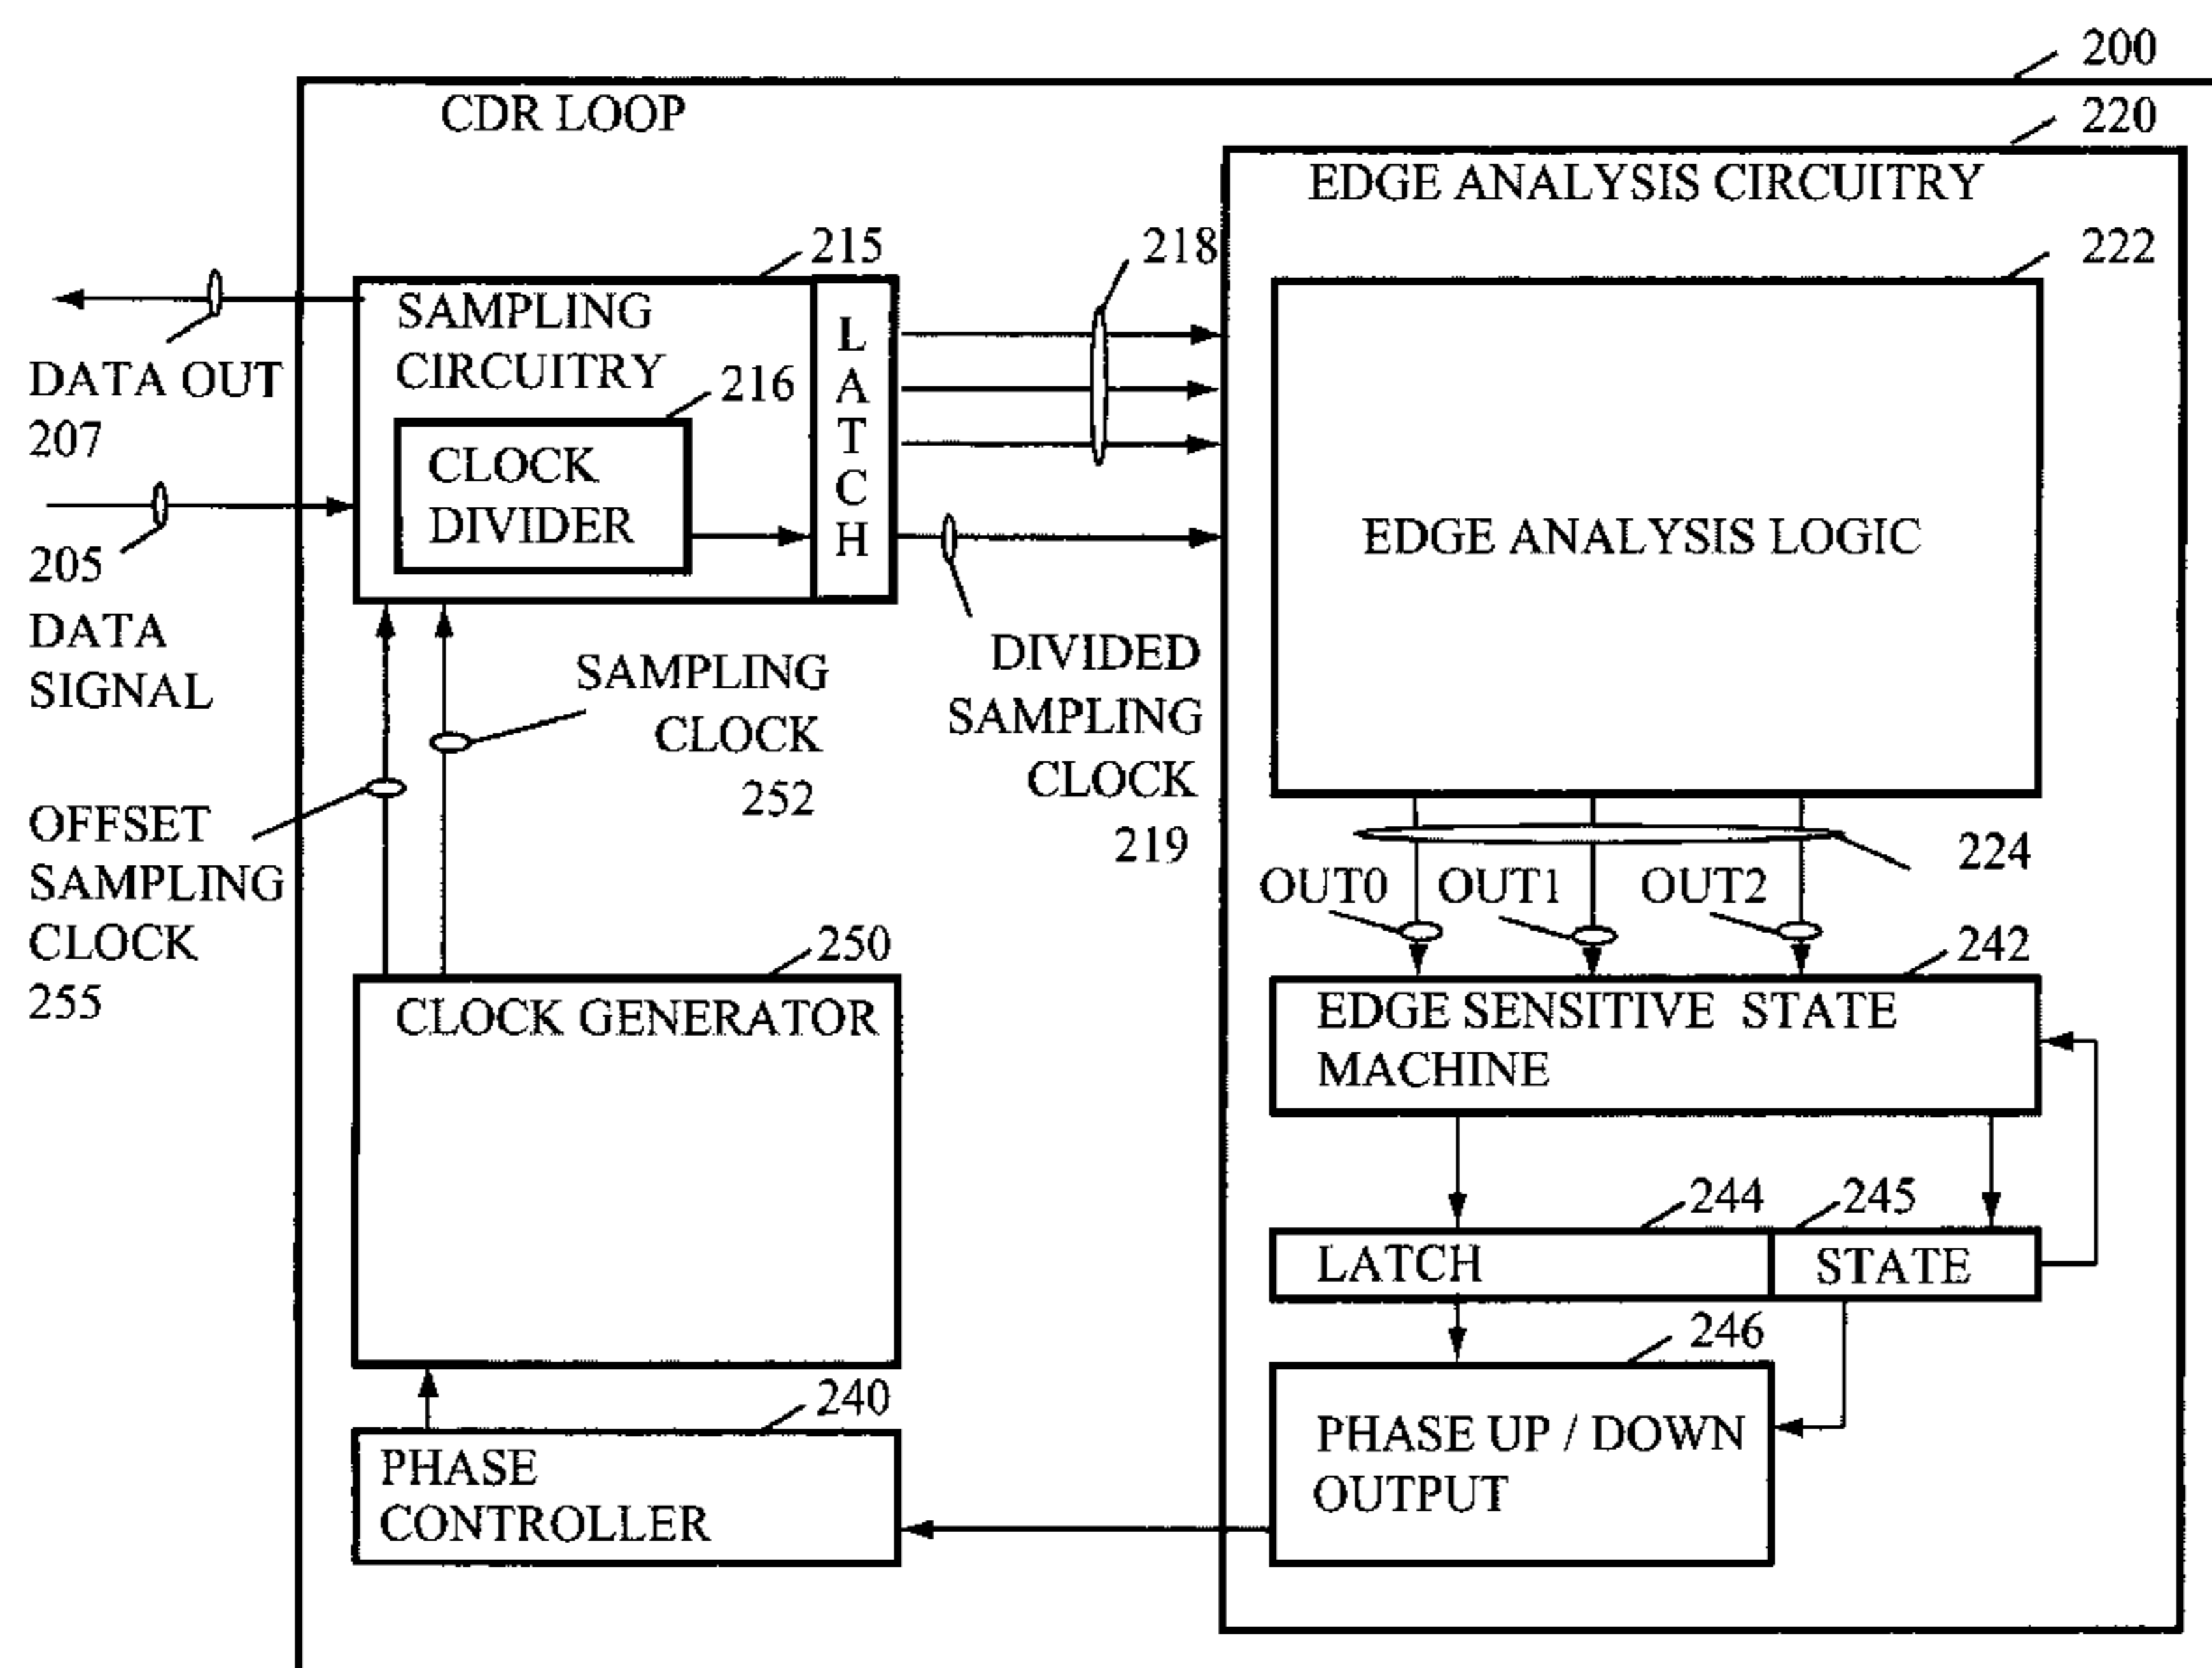 200
CDR LOOP
220
EDGE ANALYSIS CIRCUITRY
215
218
222
SAMPLING
CIRCUITRY
216
CLOCK
DIVIDER
L
A
T
C
H
DATA OUT
207
205
DATA
SIGNAL
EDGE ANALYSIS LOGIC
SAMPLING
CLOCK
252
DIVIDED
SAMPLING
CLOCK
219
OFFSET
SAMPLING
CLOCK
255
224
OUT0 OUT1 OUT2
250
CLOCK GENERATOR
242
EDGE SENSITIVE STATE
MACHINE
244
245
LATCH
STATE
246
PHASE UP / DOWN
OUTPUT
240
PHASE
CONTROLLER